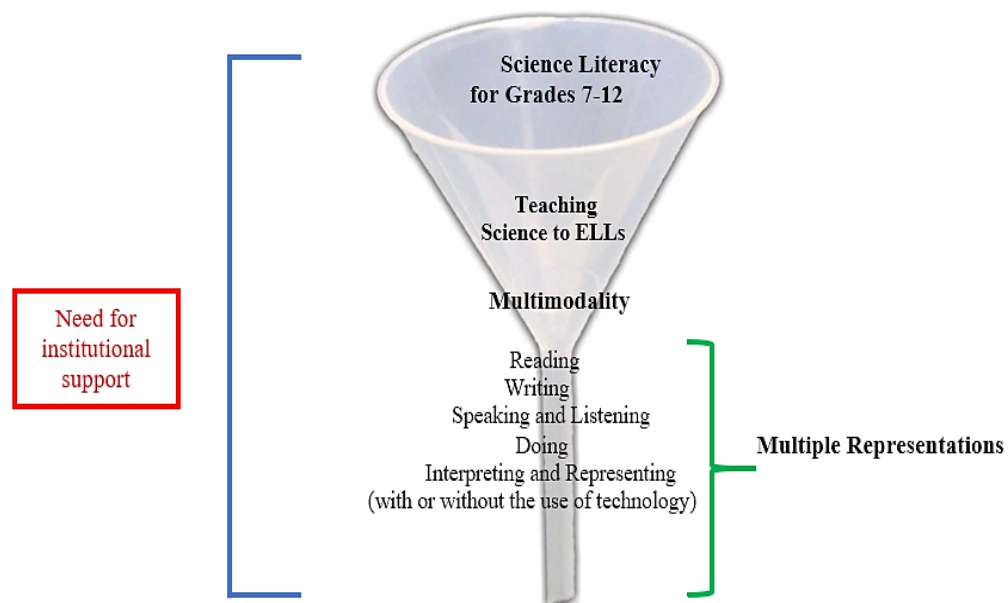 Science Literacy
for Grades 7-12
Teaching
Science to ELLs
Multimodality
Need for
institutional
support
Reading
Writing
Speaking and Listening
Doing
Interpreting and Representing
(with or without the use of technology)
Multiple Representations